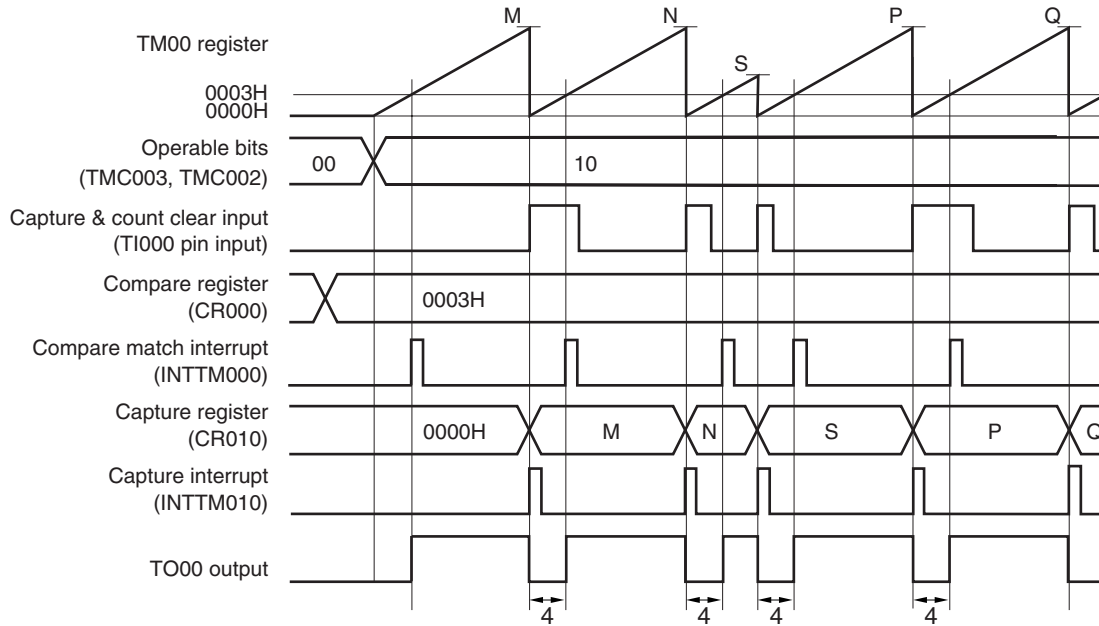 M N S P Q
TM00 register
0003H
0000H
Operable bits
(TMC003, TMC002)
00 10
Capture & count clear input
(TI000 pin input)
Compare register
(CR000)
0003H
Compare match interrupt
(INTTM000)
Capture register
(CR010)
0000H M N S P Q
Capture interrupt
(INTTM010)
TO00 output
4 4 4 4